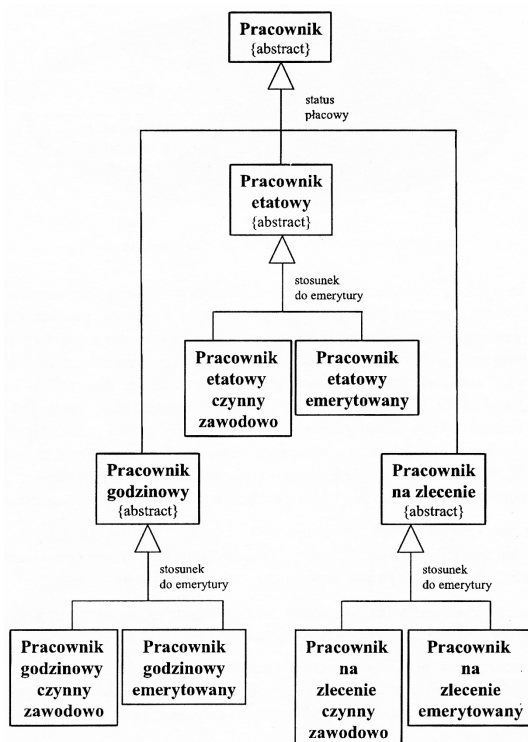 Pracownik
{abstract}
status
płacowy
Pracownik
etatowy
{abstract}
stosunek
do emerytury
Pracownik
etatowy
czynny
zawodowo
Pracownik
etatowy
emerytowany
Pracownik
godzinowy
{abstract}
Pracownik
na zlecenie
{abstract}
stosunek
do emerytury
stosunek
do emerytury
Pracownik
godzinowy
czynny
zawodowo
Pracownik
godzinowy
emerytowany
Pracownik
na
zlecenie
czynny
zawodowo
Pracownik
na
zlecenie
emerytowany